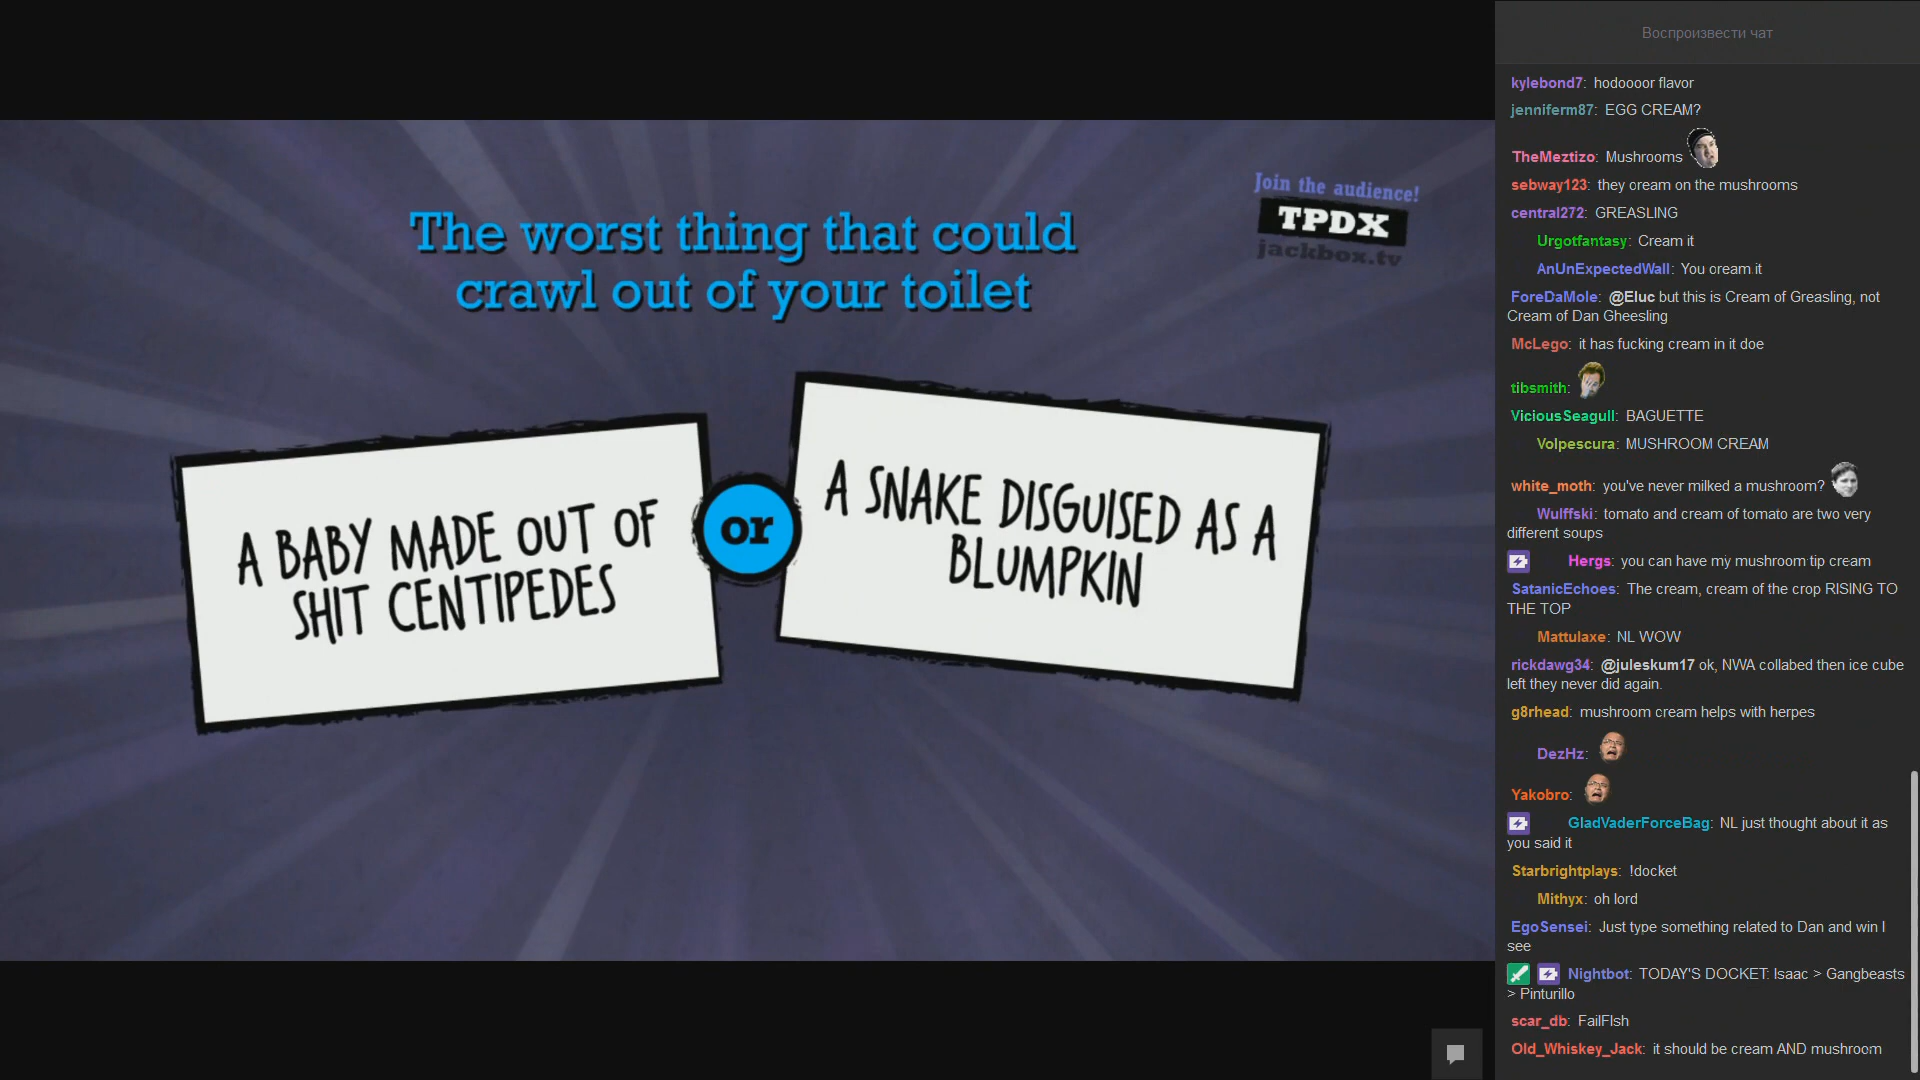 The worst thing that could
crawl out of your toilet
Join the audience!
TPDX
jackbox.tv
A BABY MADE OUT OF
SHIT CENTIPEDES
or
A SNAKE DISGUISED AS A
BLUMPKIN
Воспроизвести чат
kylebond7: hodoooor flavor
jenniferm87: EGG CREAM?
TheMeztizo: Mushrooms
sebway123: they cream on the mushrooms
central272: GREASLING
Urgotfantasy: Cream it
AnUnExpectedWall: You cream it
ForeDaMole: @Eluc but this is Cream of Greasling, not
Cream of Dan Gheesling
McLego: it has fucking cream in it doe
tibsmith:
ViciousSeagull: BAGUETTE
Volpescura: MUSHROOM CREAM
white_moth: you've never milked a mushroom?
Wulffski: tomato and cream of tomato are two very
different soups
Hergs: you can have my mushroom tip cream
SatanicEchoes: The cream, cream of the crop RISING TO
THE TOP
Mattulaxe: NL WOW
rickdawg34: @juleskum17 ok, NWA collabed then ice cube
left they never did again.
g8rhead: mushroom cream helps with herpes
DezHz:
Yakobro:
GladVaderForceBag: NL just thought about it as
you said it
Starbrightplays: !docket
Mithyx: oh lord
EgoSensei: Just type something related to Dan and win I
see
Nightbot: TODAY'S DOCKET: Isaac > Gangbeasts
> Pinturillo
scar_db: FailFIsh
Old_Whiskey_Jack: it should be cream AND mushroom